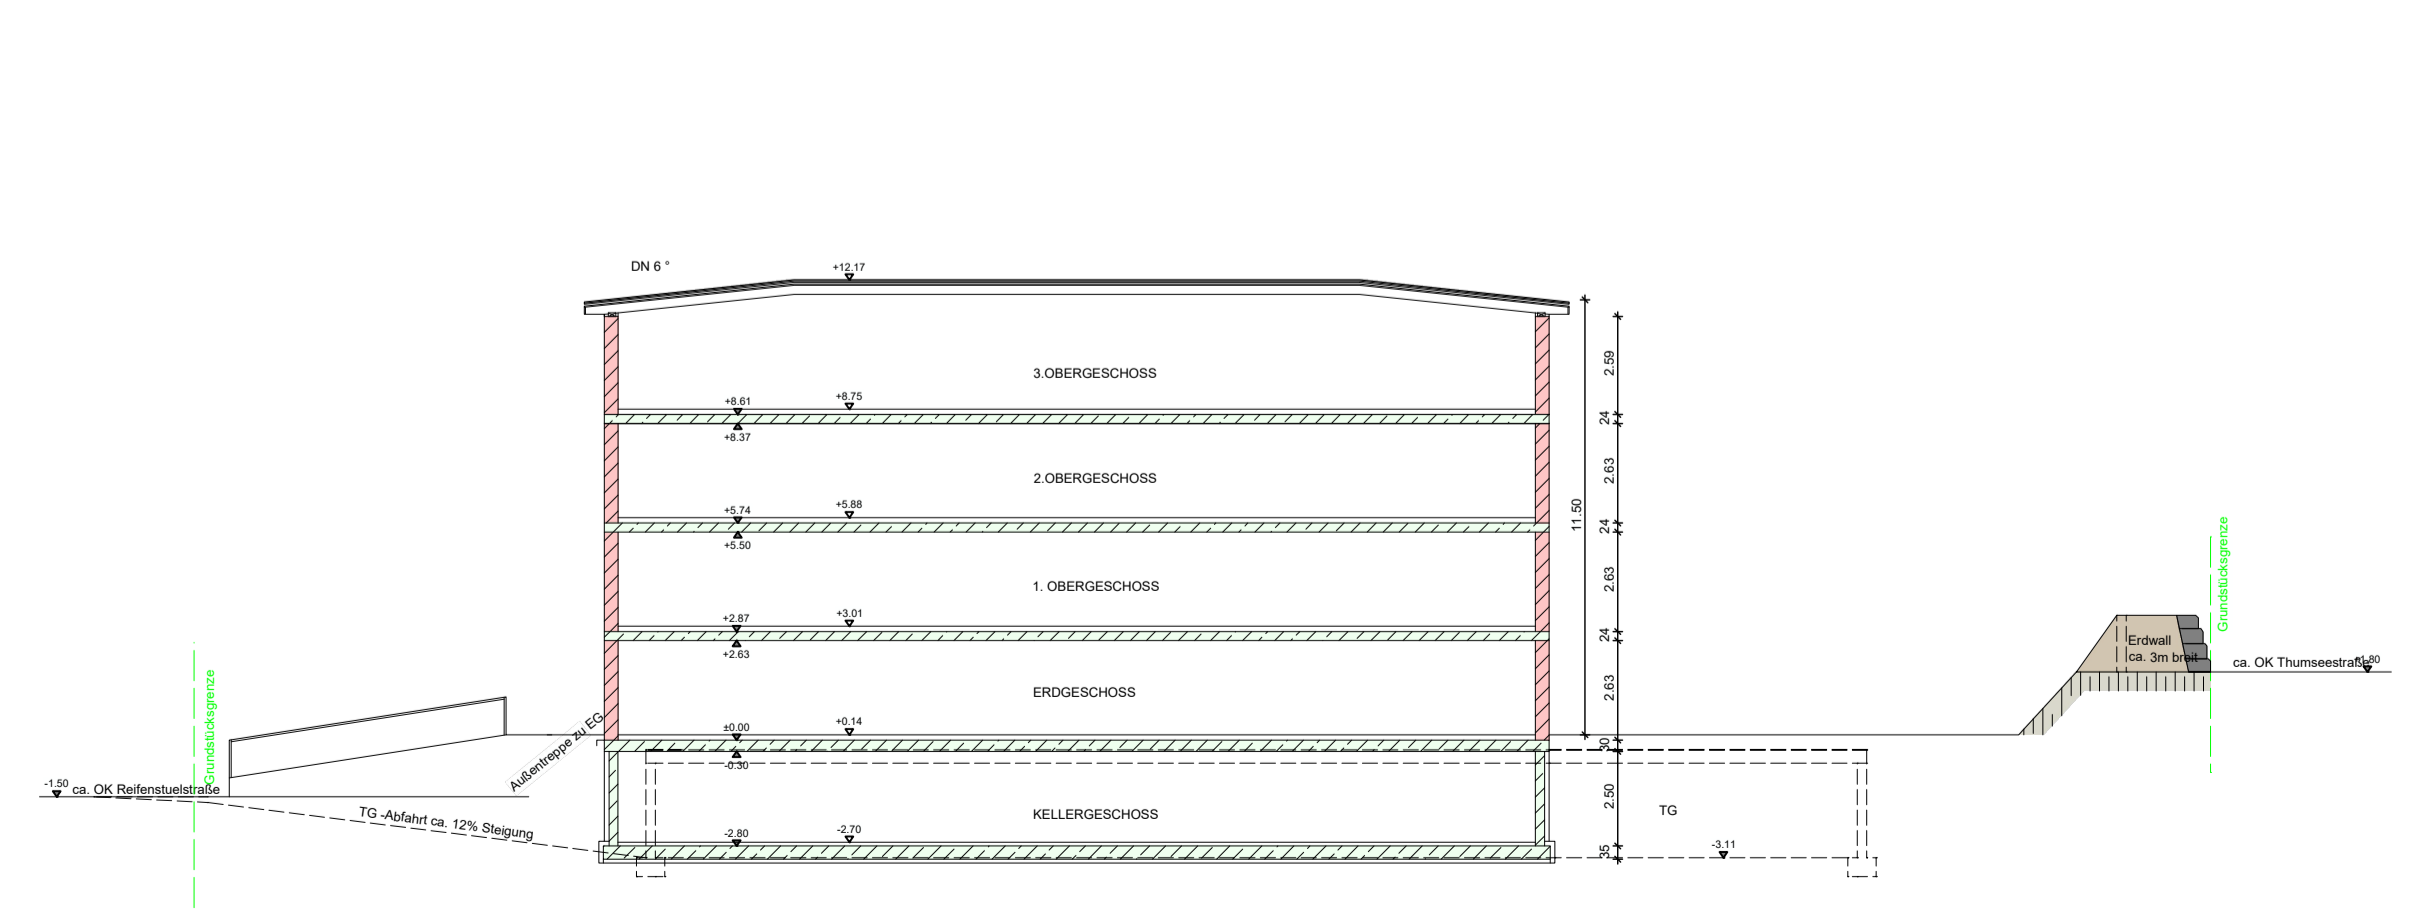 DN 6 °
+12.17
3.OBERGESCHOSS
2.59
+8.61
+8.75
24
+8.37
2.OBERGESCHOSS
2.63
11.50
+5.74
+5.88
24
+5.50
1. OBERGESCHOSS
2.63
+2.87
+3.01
24
+2.63
ERDGESCHOSS
2.63
Grundstücksgrenze
Erdwall
ca. 3m breit
ca. OK Thumseestraße
Grundstücksgrenze
Außentreppe zu EG
±0.00
+0.14
30
-0.30
-1.50
ca. OK Reifenstuelstraße
2.50
TG -Abfahrt ca. 12% Steigung
KELLERGESCHOSS
TG
-2.80
-2.70
35
-3.11